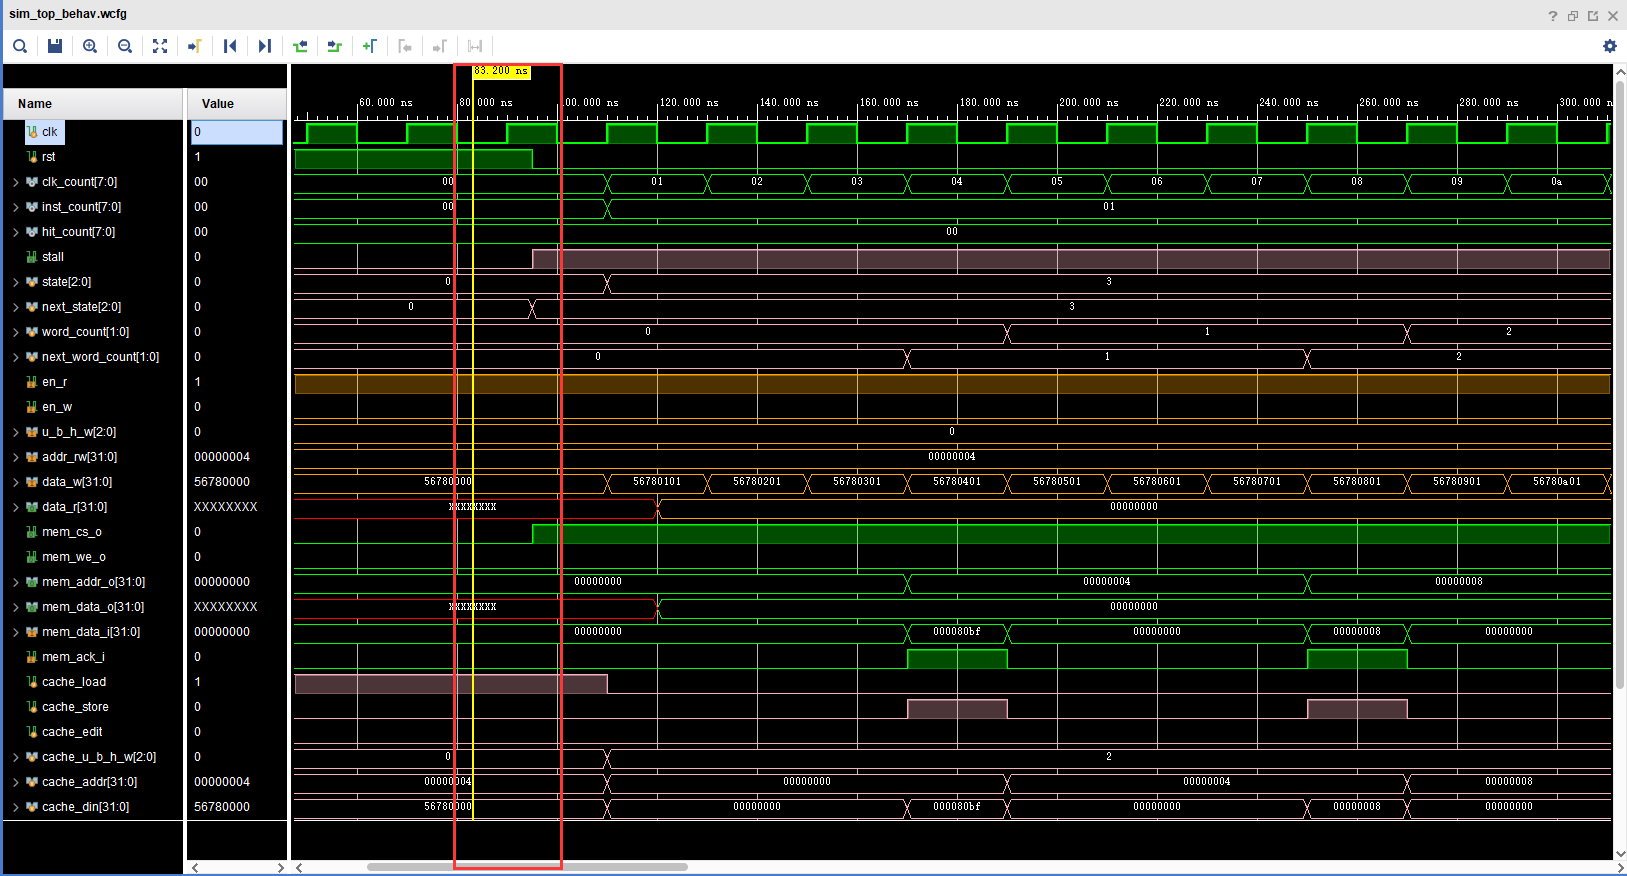 sim_top_behav.wcfg
?
83.200 ns
60.000 ns 80.000 ns 100.000 ns 120.000 ns 140.000 ns 160.000 ns 180.000 ns 200.000 ns 220.000 ns 240.000 ns 260.000 ns 280.000 ns 300.000 n
Name Value
clk 0
rst 1
clk_count[7:0] 00 00 01 02 03 04 05 06 07 08 09 0a
inst_count[7:0] 00 00 01
hit_count[7:0] 00 00
stall 0
state[2:0] 0 0 3
next_state[2:0] 0 0 3
word_count[1:0] 0 0 1 2
next_word_count[1:0] 0 0 1 2
en_r 1
en_w 0
u_b_h_w[2:0] 0 0
addr_rw[31:0] 00000004 00000004
data_w[31:0] 56780000 56780000 56780101 56780201 56780301 56780401 56780501 56780601 56780701 56780801 56780901 56780a01
data_r[31:0] XXXXXXXX XXXXXXXX 00000000
mem_cs_o 0
mem_we_o 0
mem_addr_o[31:0] 00000000 00000000 00000004 00000008
mem_data_o[31:0] XXXXXXXX XXXXXXXX 00000000
mem_data_i[31:0] 00000000 00000000 000080bf 00000000 00000008 00000000
mem_ack_i 0
cache_load 1
cache_store 0
cache_edit 0
cache_u_b_h_w[2:0] 0 0 2
cache_addr[31:0] 00000004 00000004 00000000 00000004 00000008
cache_din[31:0] 56780000 56780000 00000000 000080bf 00000000 00000008 00000000